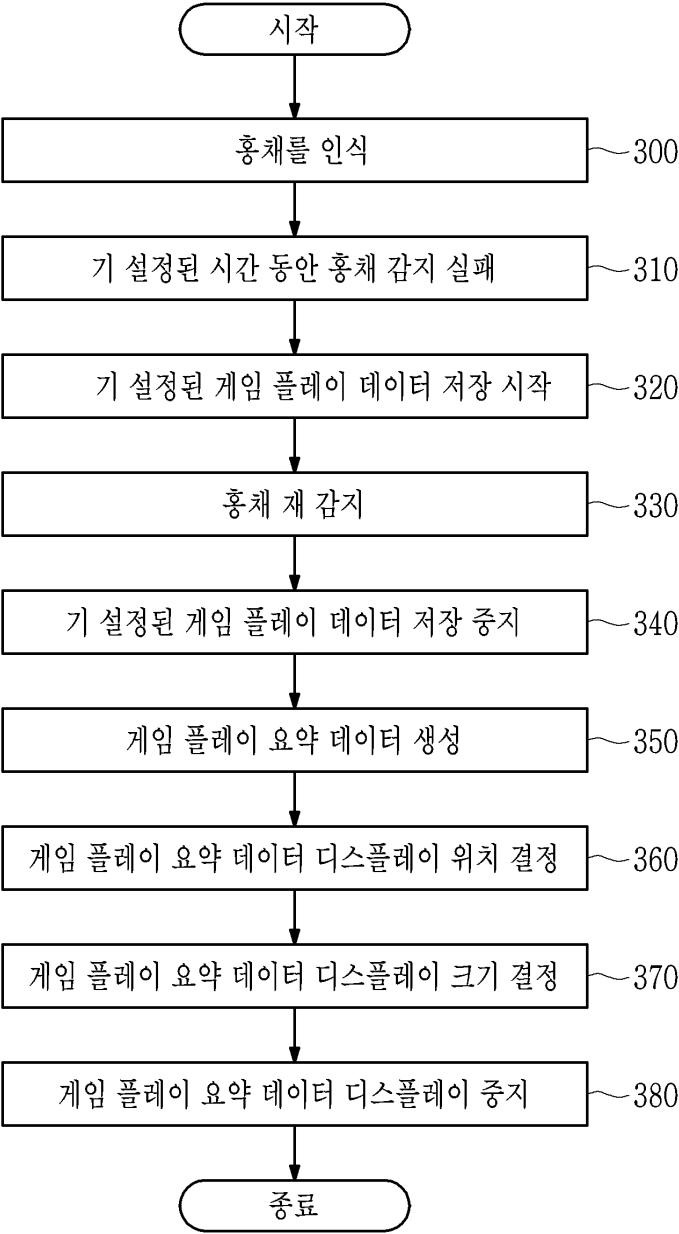 시작
홍채를 인식
300
기 설정된 시간 동안 홍채 감지 실패
310
기 설정된 게임 플레이 데이터 저장 시작
320
홍채 재 감지
330
기 설정된 게임 플레이 데이터 저장 중지
340
게임 플레이 요약 데이터 생성
350
게임 플레이 요약 데이터 디스플레이 위치 결정
360
게임 플레이 요약 데이터 디스플레이 크기 결정
370
게임 플레이 요약 데이터 디스플레이 중지
380
종료